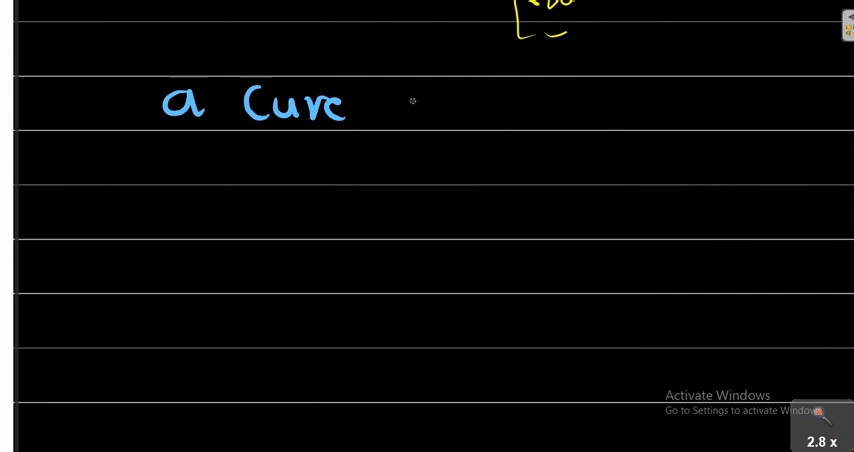 a cure
Activate Windows
Go to Settings to activate Windows.
2.8 x